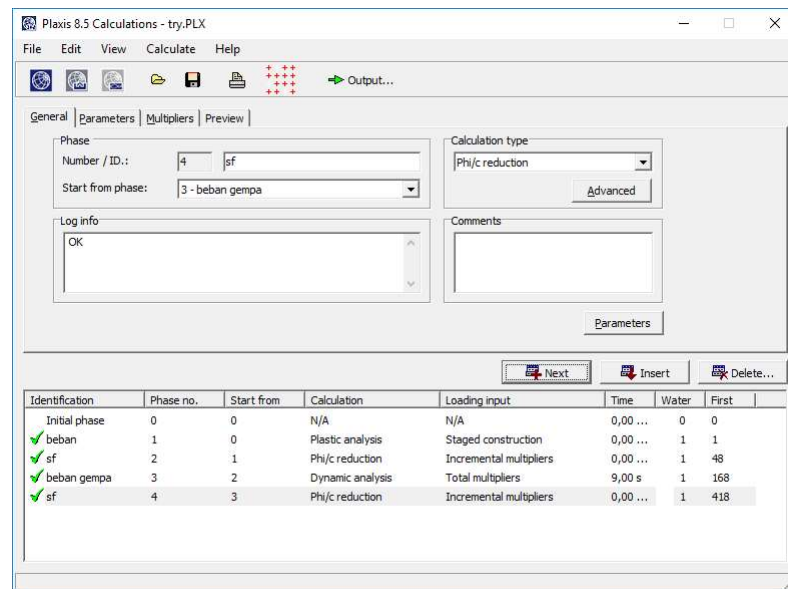 Plaxis 8.5 Calculations - try.PLX
File Edit View Calculate Help
Output...
General Parameters Multipliers Preview
Phase
Number / ID.: 4 sf
Start from phase: 3 - beban gempa
Calculation type
Phi/c reduction
Advanced
Log info
OK
Comments
Parameters
Next Insert Delete...
Identification Phase no. Start from Calculation Loading input Time Water First
Initial phase 0 0 N/A N/A 0,00 ... 0 0
beban 1 0 Plastic analysis Staged construction 0,00 ... 1 1
sf 2 1 Phi/c reduction Incremental multipliers 0,00 ... 1 48
beban gempa 3 2 Dynamic analysis Total multipliers 9,00 s 1 168
sf 4 3 Phi/c reduction Incremental multipliers 0,00 ... 1 418